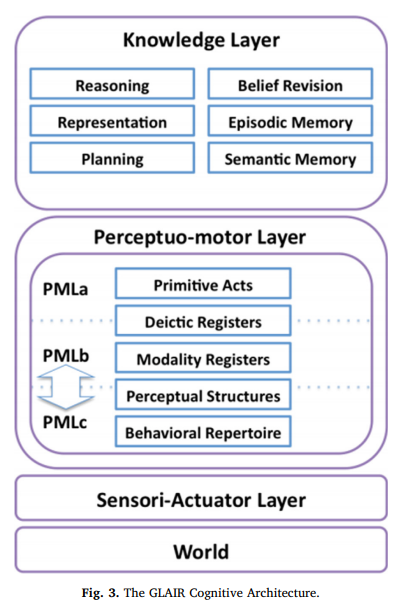 Knowledge Layer
Reasoning Belief Revision
Representation Episodic Memory
Planning Semantic Memory
Perceptuo-motor Layer
PMLa
Primitive Acts
Deictic Registers
PMLb
Modality Registers
Perceptual Structures
PMLc
Behavioral Repertoire
Sensori-Actuator Layer
World
Fig. 3. The GLAIR Cognitive Architecture.